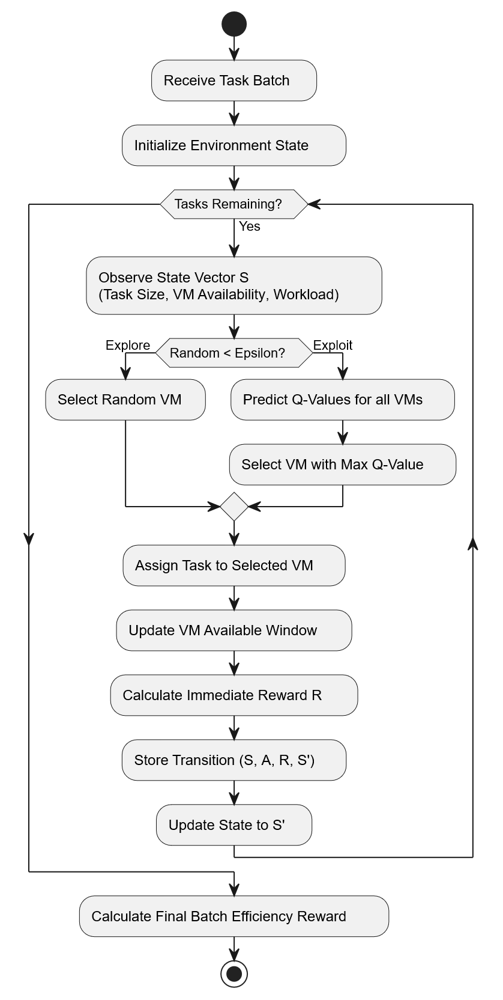 Receive Task Batch
Initialize Environment State
Tasks Remaining?
Yes
Observe State Vector S
(Task Size, VM Availability, Workload)
Explore
Random < Epsilon?
Exploit
Select Random VM
Predict Q-Values for all VMs
Select VM with Max Q-Value
Assign Task to Selected VM
Update VM Available Window
Calculate Immediate Reward R
Store Transition (S, A, R, S')
Update State to S'
Calculate Final Batch Efficiency Reward